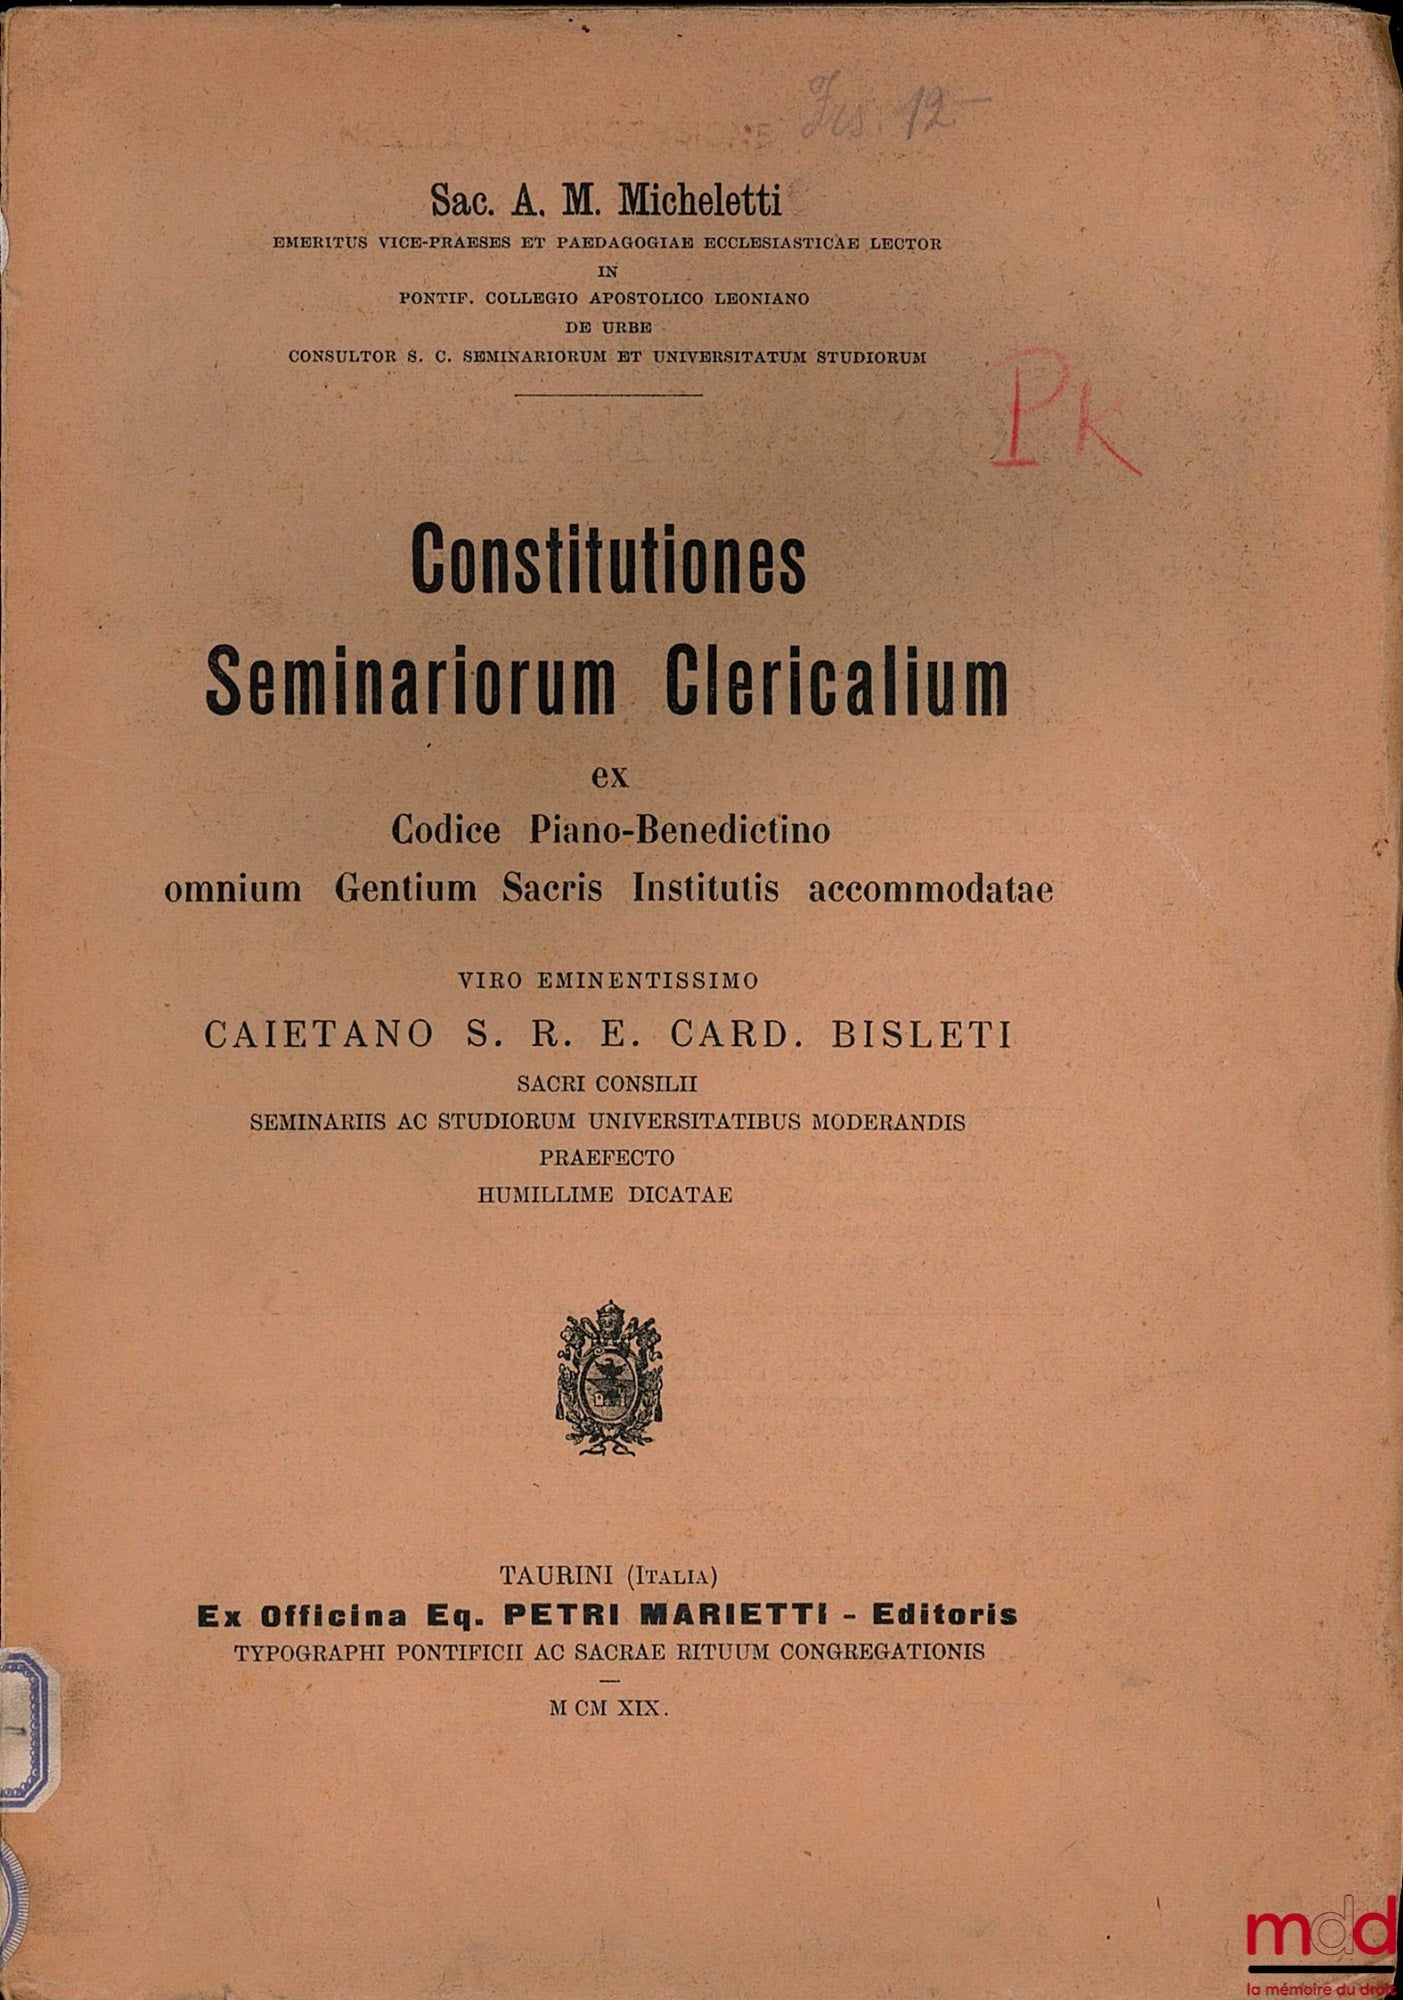 Frs. 12-
Sac. A. M. Micheletti
EMERITUS VICE-PRAESES ET PAEDAGOGIAE ECCLESIASTICAE LECTOR
IN
PONTIF. COLLEGIO APOSTOLICO LEONIANO
DE URBE
CONSULTOR S. C. SEMINARIORUM ET UNIVERSITATUM STUDIORUM
PK
Constitutiones
Seminariorum Clericalium
ex
Codice Piano-Benedictino
omnium Gentium Sacris Institutis accommodatae
VIRO EMINENTISSIMO
CAIETANO S. R. E. CARD. BISLETI
SACRI CONSILII
SEMINARIIS AC STUDIORUM UNIVERSITATIBUS MODERANDIS
PRAEFECTO
HUMILLIME DICATAE
TAURINI (ITALIA)
Ex Officina Eq. PETRI MARIETTI - Editoris
TYPOGRAPHI PONTIFICII AC SACRAE RITUUM CONGREGATIONIS
M CM XIX.
mdd
la mémoire du droit